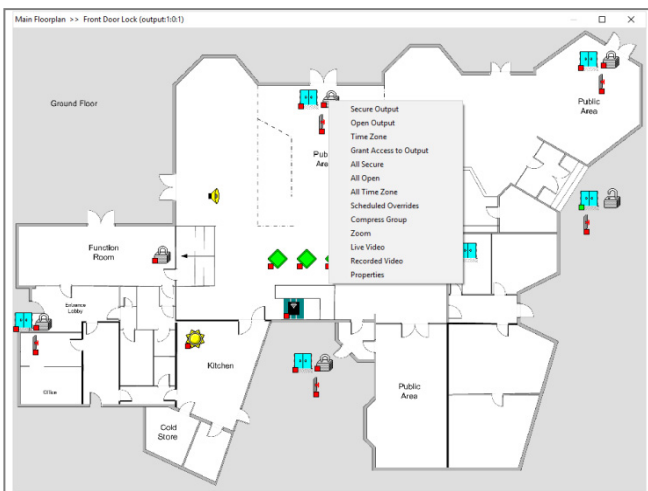 Main Floorplan >> Front Door Lock (output:1:0:1)
Ground Floor
Public
Area
Secure Output
Open Output
Time Zone
Grant Access to Output
All Secure
All Open
All Time Zone
Scheduled Overrides
Compress Group
Zoom
Live Video
Recorded Video
Properties
Function
Room
Entrance
Lobby
Office
Kitchen
Cold
Store
Public
Area